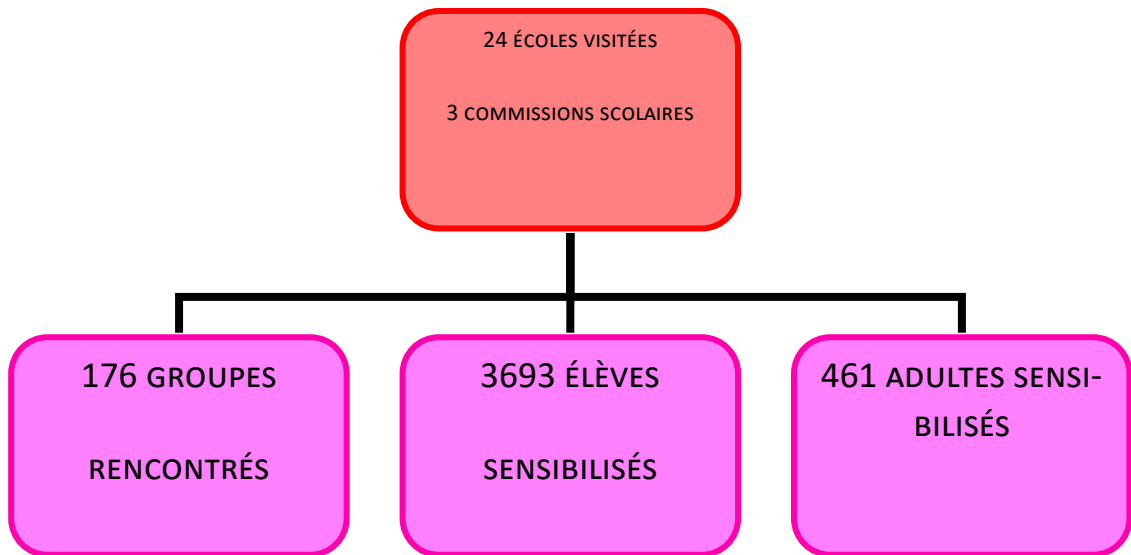 24 ÉCOLES VISITÉES
3 COMMISSIONS SCOLAIRES
176 GROUPES
RENCONTRÉS
3693 ÉLÈVES
SENSIBILISÉS
461 ADULTES SENSI-
BILISÉS